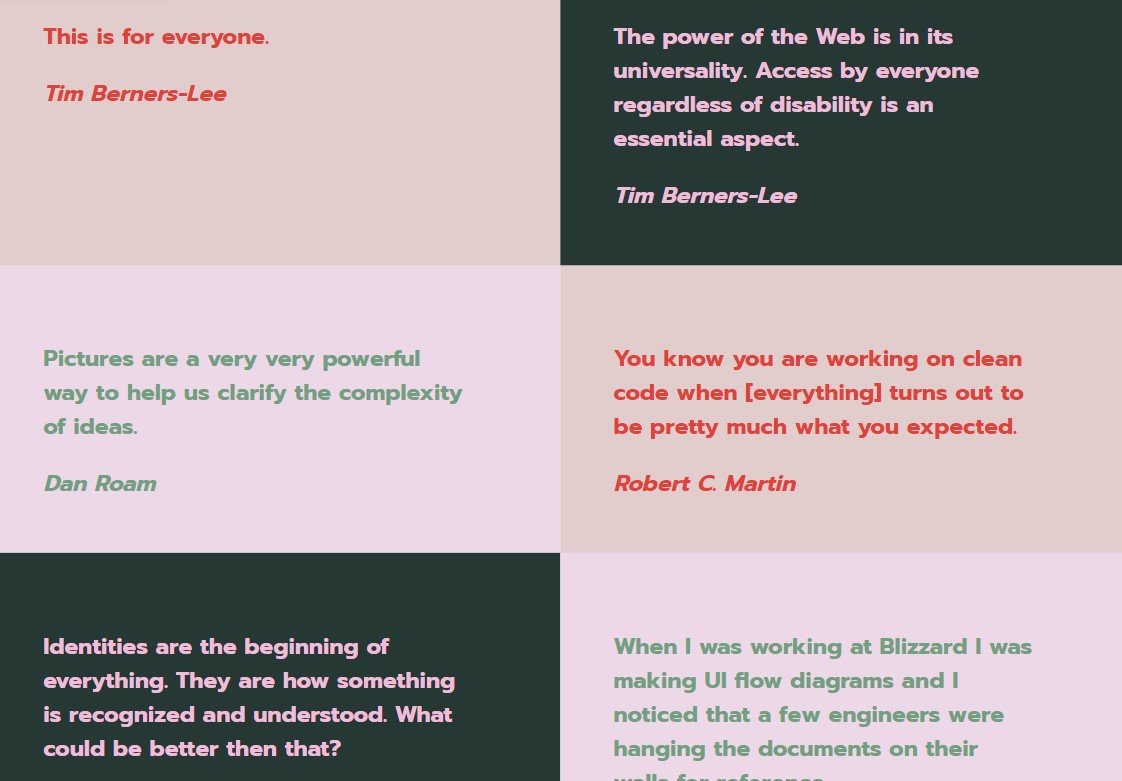 This is for everyone.
Tim Berners-Lee
The power of the Web is in its
universality. Access by everyone
regardless of disability is an
essential aspect.
Tim Berners-Lee
Pictures are a very very powerful
way to help us clarify the complexity
of ideas.
Dan Roam
You know you are working on clean
code when [everything] turns out to
be pretty much what you expected.
Robert C. Martin
Identities are the beginning of
everything. They are how something
is recognized and understood. What
could be better then that?
When I was working at Blizzard I was
making UI flow diagrams and I
noticed that a few engineers were
hanging the documents on their
walls for reference.